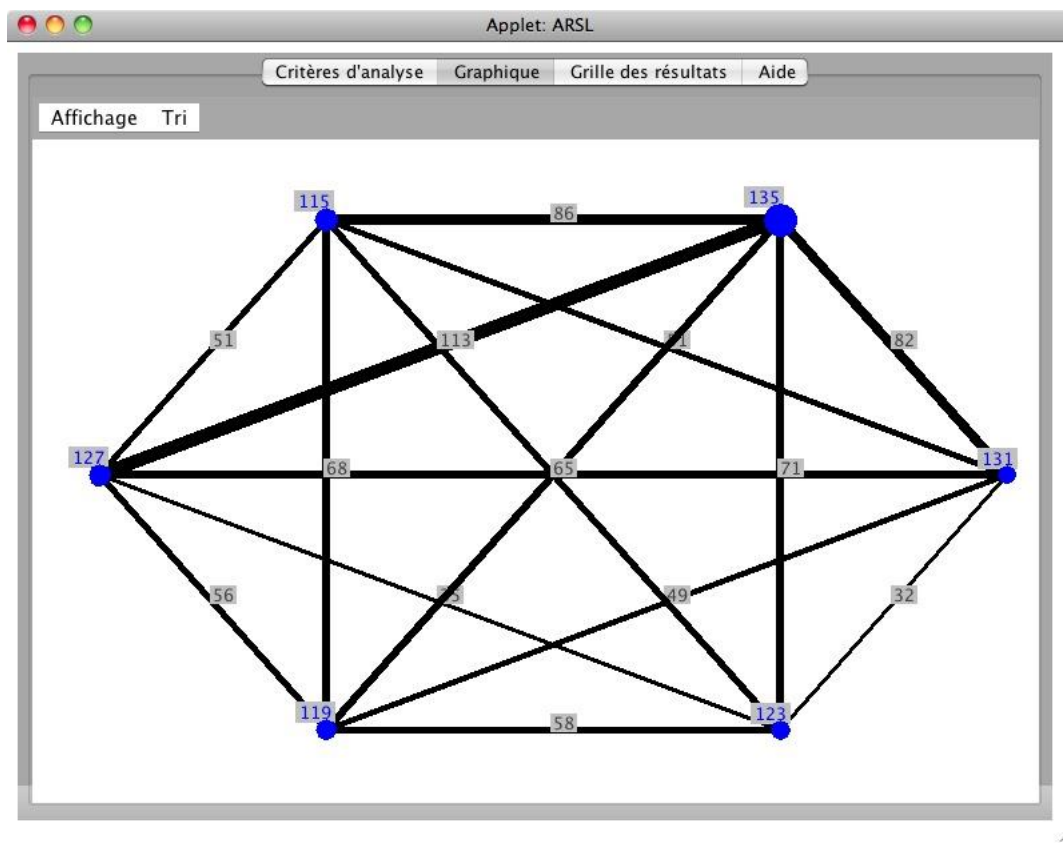 Applet: ARSL
Critères d'analyse Graphique Grille des résultats Aide
Affichage Tri
115 135
86
51 113 82
127 131
68 65 71
56 49 32
119 123
58